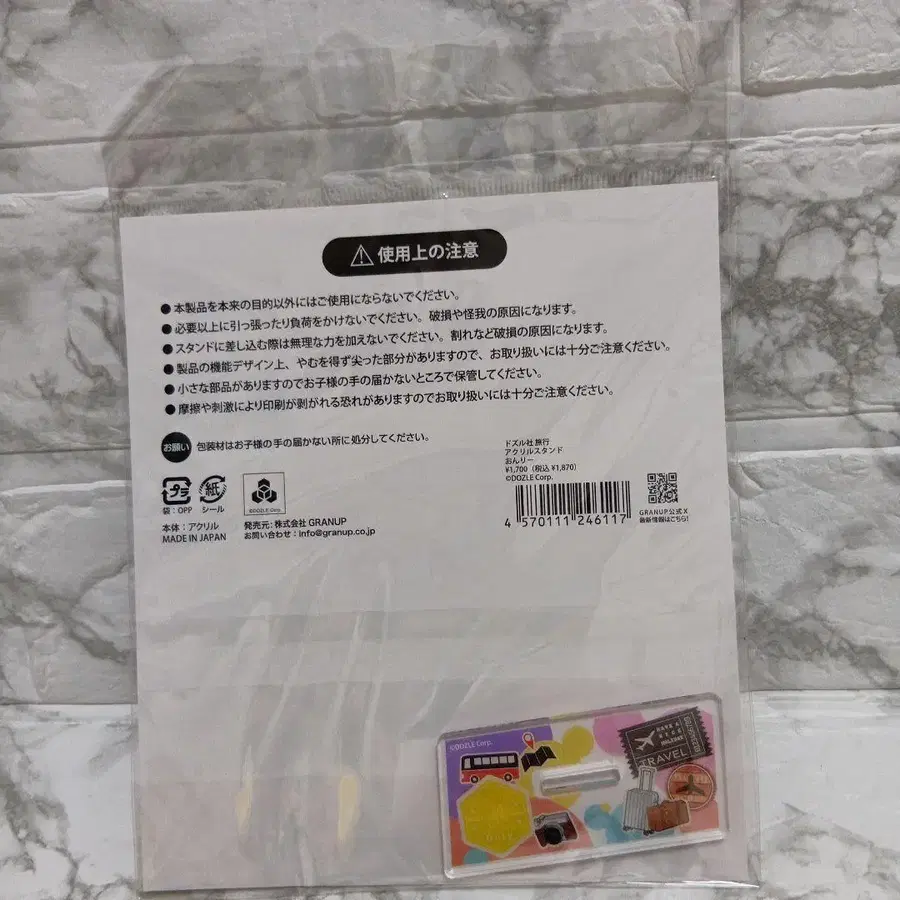 ⚠ 使用上の注意
●本製品を本来の目的以外にはご使用にならないでください。
●必要以上に引っ張ったり負荷をかけないでください。破損や怪我の原因になります。
●スタンドに差し込む際は無理な力を加えないでください。割れなど破損の原因になります。
●製品の機能デザイン上、やむを得ず尖った部分がありますので、お取り扱いには十分ご注意ください。
●小さな部品がありますのでお子様の手の届かないところで保管してください。
●摩擦や刺激により印刷が剥がれる恐れがありますのでお取り扱いには十分ご注意ください。
お願い 包装材はお子様の手の届かない所に処分してください。
プラ
袋：OPP
紙
シール
©DOZLE Corp.
本体：アクリル
MADE IN JAPAN
発売元：株式会社 GRANUP
お問い合わせ：info@granup.co.jp
ドズル社 旅行
アクリルスタンド
おんりー
¥1,700（税込 ¥1,870）
©DOZLE Corp.
4 570111 246117
GRANUP公式 X
最新情報はこちら!
©DOZLE Corp.
TRAVEL